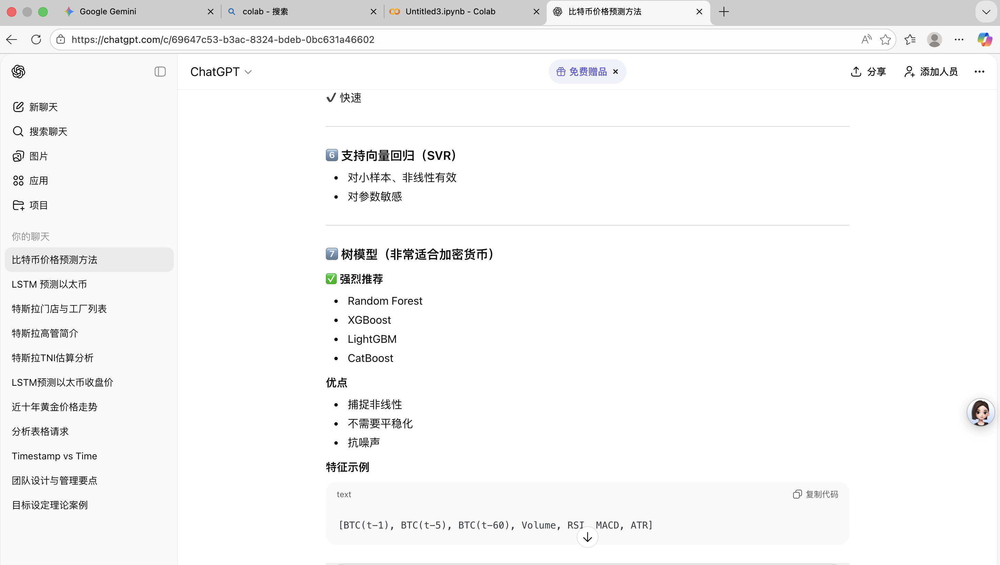 Google Gemini
colab - 搜索
Untitled3.ipynb - Colab
比特币价格预测方法
https://chatgpt.com/c/69647c53-b3ac-8324-bdeb-0bc631a46602
ChatGPT
免费赠品
分享
添加人员
新聊天
搜索聊天
图片
应用
项目
你的聊天
比特币价格预测方法
LSTM 预测以太币
特斯拉门店与工厂列表
特斯拉高管简介
特斯拉TNI估算分析
LSTM预测以太币收盘价
近十年黄金价格走势
分析表格请求
Timestamp vs Time
团队设计与管理要点
目标设定理论案例
✔ 快速
6️⃣ 支持向量回归（SVR）
• 对小样本、非线性有效
• 对参数敏感
7️⃣ 树模型（非常适合加密货币）
✅ 强烈推荐
• Random Forest
• XGBoost
• LightGBM
• CatBoost
优点
• 捕捉非线性
• 不需要平稳化
• 抗噪声
特征示例
text
复制代码
[BTC(t-1), BTC(t-5), BTC(t-60), Volume, RSI, MACD, ATR]